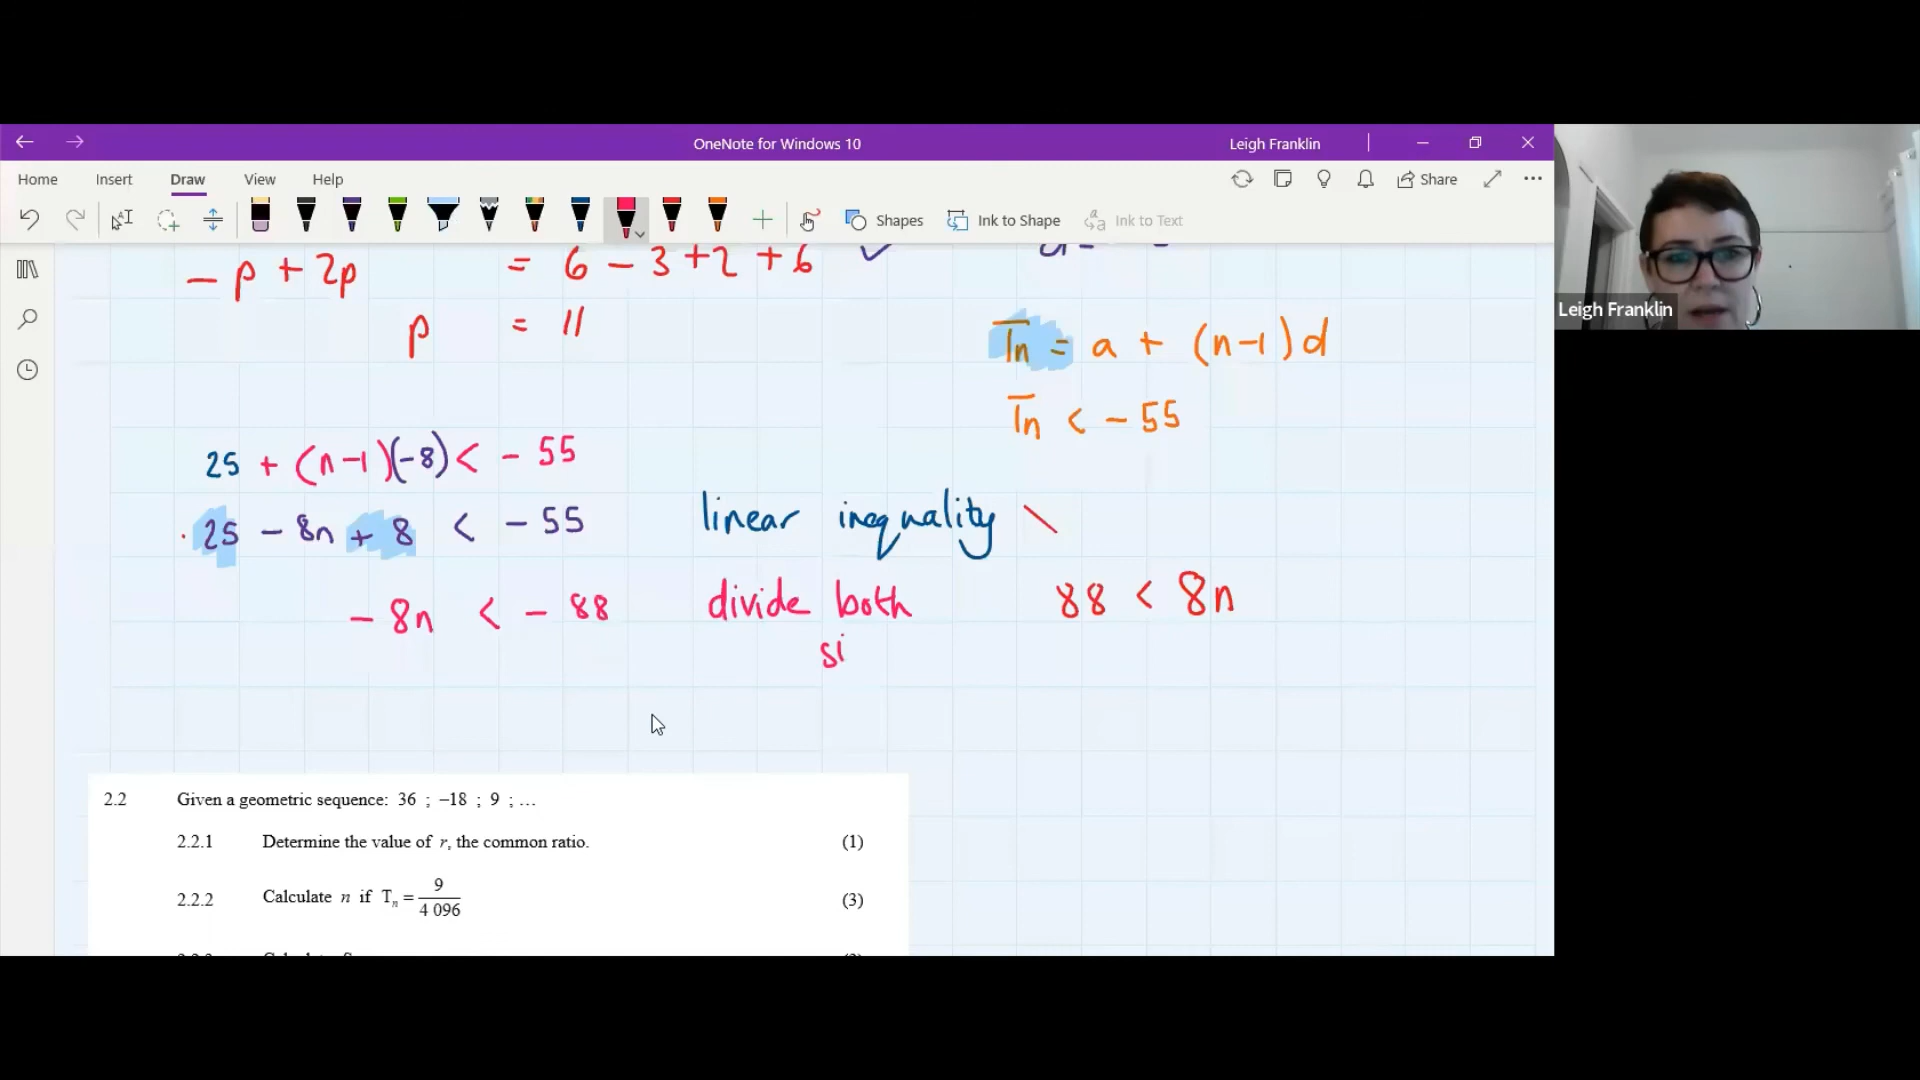 OneNote for Windows 10
Leigh Franklin
Home Insert Draw View Help
Share
Shapes Ink to Shape Ink to Text
Leigh Franklin
- p + 2p = 6 - 3 + 2 + 6
p = 11
Tn = a + (n-1)d
Tn < -55
25 + (n-1)(-8) < -55
25 - 8n + 8 < -55
linear inequality
-8n < -88
divide both
si
88 < 8n
2.2 Given a geometric sequence: 36 ; –18 ; 9 ; …
2.2.1 Determine the value of r, the common ratio. (1)
2.2.2 Calculate n if Tn = 9/4 096 (3)